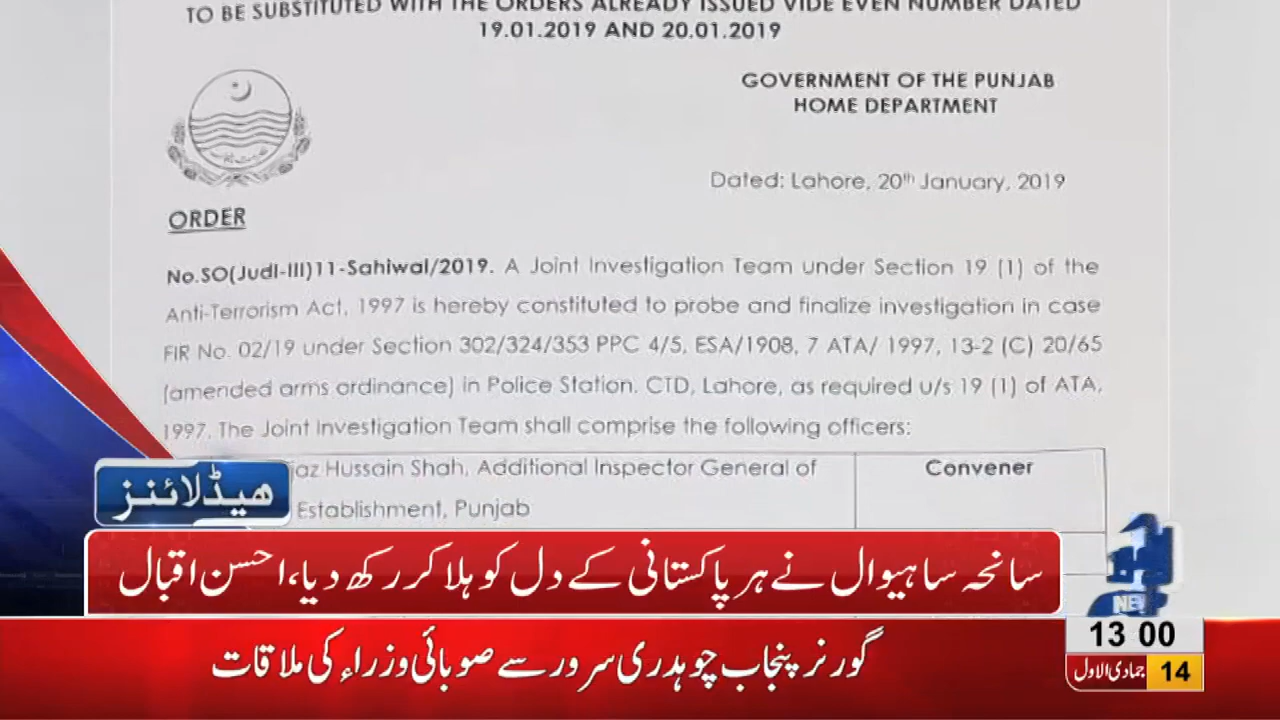 TO BE SUBSTITUTED WITH THE ORDERS ALREADY ISSUED VIDE EVEN NUMBER DATED
19.01.2019 AND 20.01.2019
GOVERNMENT OF THE PUNJAB
HOME DEPARTMENT
Dated: Lahore, 20th January, 2019
ORDER
No.SO(Judl-III)11-Sahiwal/2019. A Joint Investigation Team under Section 19 (1) of the
Anti-Terrorism Act, 1997 is hereby constituted to probe and finalize investigation in case
FIR No. 02/19 under Section 302/324/353 PPC 4/5, ESA/1908, 7 ATA/ 1997, 13-2 (C) 20/65
(amended arms ordinance) in Police Station, CTD, Lahore, as required u/s 19 (1) of ATA,
1997. The Joint Investigation Team shall comprise the following officers:
Hussain Shah, Additional Inspector General of
Convener
Establishment, Punjab
ہیڈلائنز
سانحہ ساہیوال نے ہر پاکستانی کے دل کو ہلا کر رکھ دیا، احسن اقبال
NEWS
گورنر پنجاب چوہدری سرور سے صوبائی وزراء کی ملاقات
13 00
14 جمادی الاول